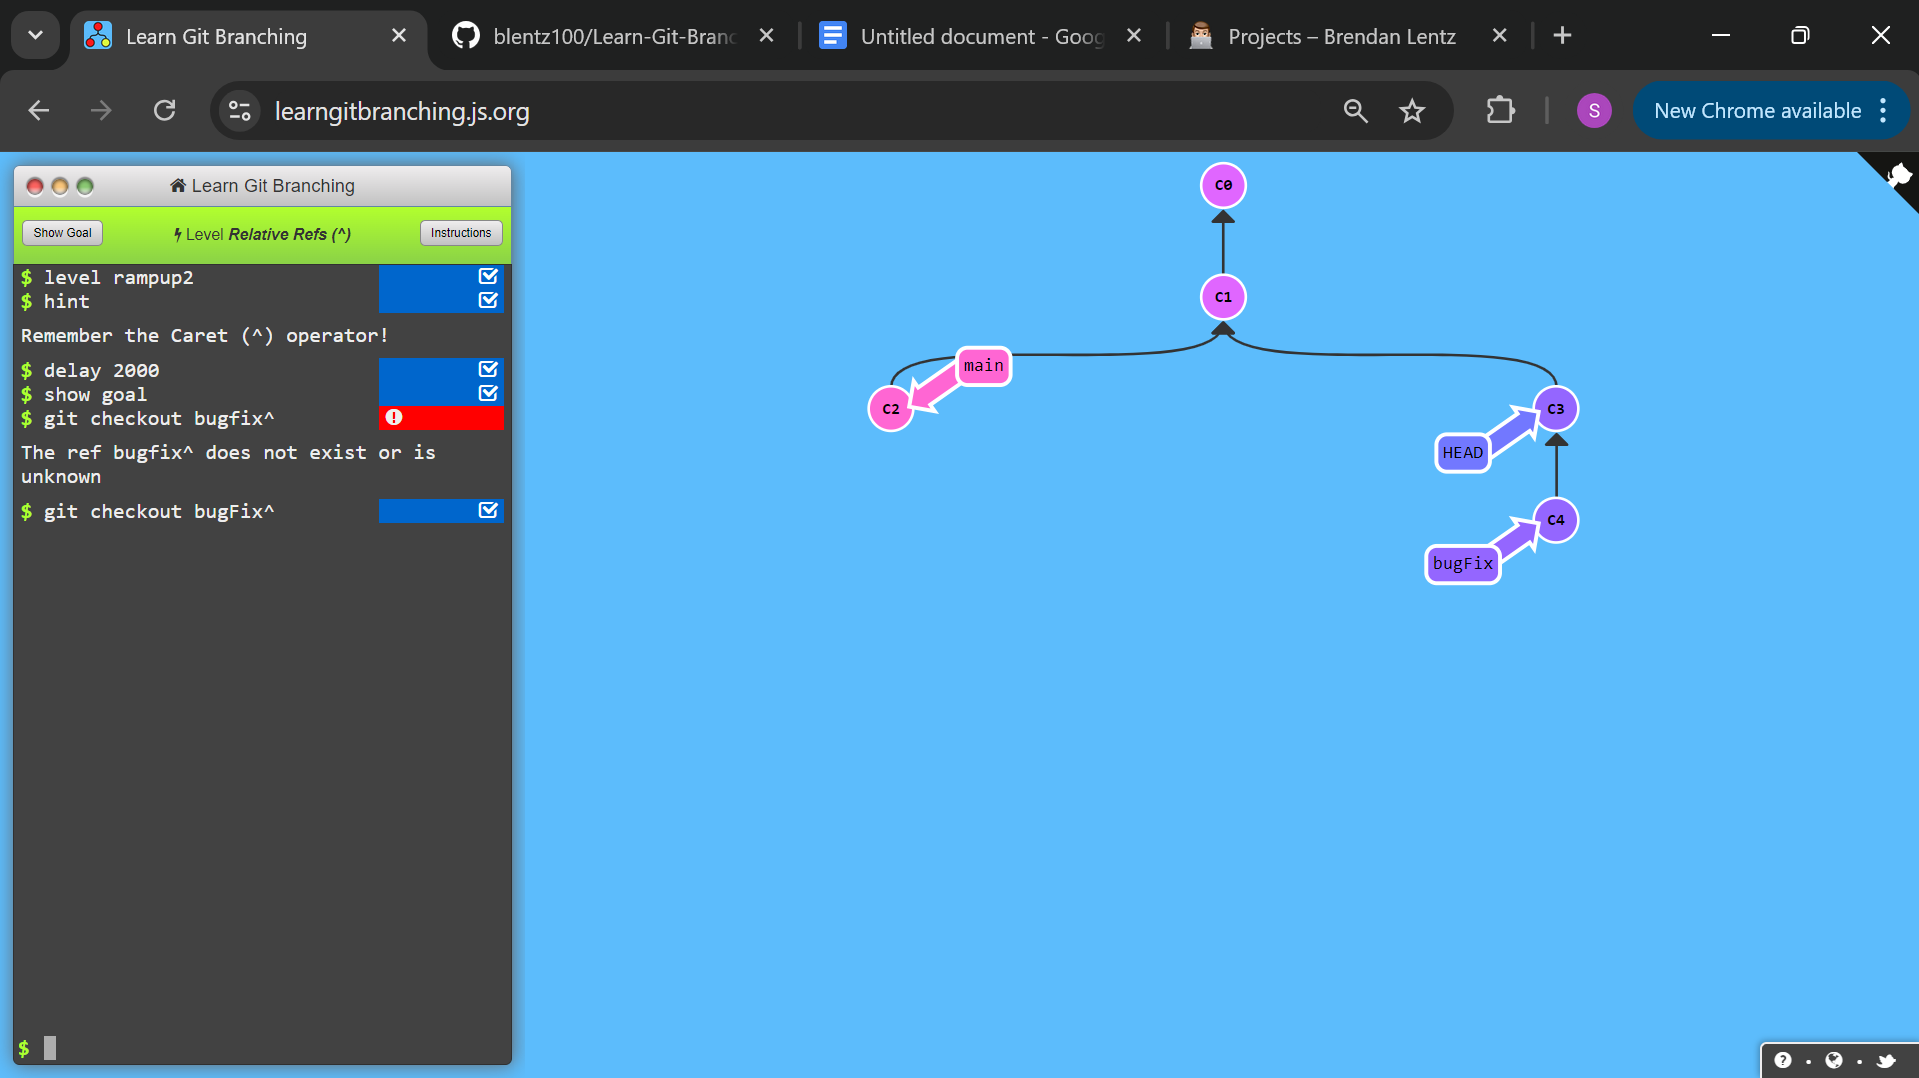 Learn Git Branching
blentz100/Learn-Git-Branc
Untitled document - Goog
Projects – Brendan Lentz
learngitbranching.js.org
S
New Chrome available
Learn Git Branching
Show Goal
Level Relative Refs (^)
Instructions
$ level rampup2
$ hint
Remember the Caret (^) operator!
$ delay 2000
$ show goal
$ git checkout bugfix^
The ref bugfix^ does not exist or is
unknown
$ git checkout bugFix^
$
C0
C1
main
C2
C3
HEAD
C4
bugFix